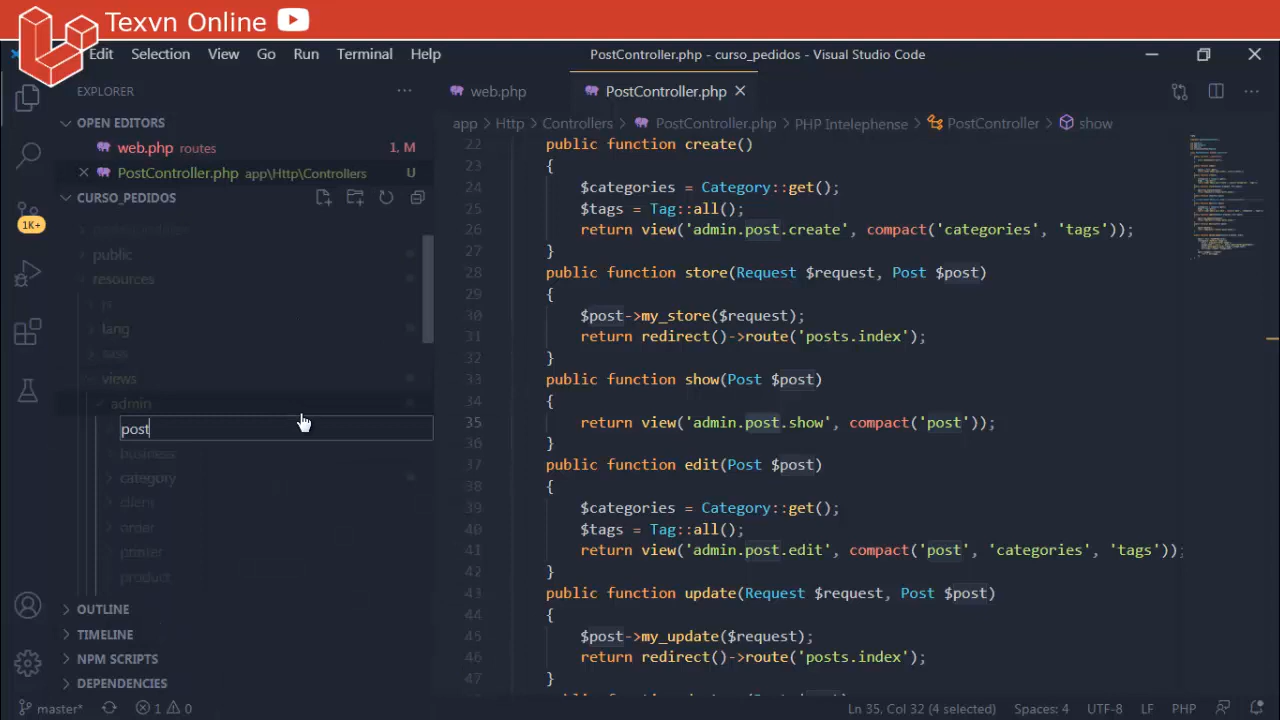 Texvn Online
Edit Selection View Go Run Terminal Help
PostController.php - curso_pedidos - Visual Studio Code
EXPLORER
OPEN EDITORS
web.php routes 1, M
PostController.php app\Http\Controllers U
CURSO_PEDIDOS
public
resources
js
lang
sass
views
admin
post
business
category
client
order
printer
product
OUTLINE
TIMELINE
NPM SCRIPTS
DEPENDENCIES
1K+
web.php
PostController.php
app > Http > Controllers > PostController.php > PHP Intelephense > PostController > show
22 public function create()
23 {
24 $categories = Category::get();
25 $tags = Tag::all();
26 return view('admin.post.create', compact('categories', 'tags'));
27 }
28 public function store(Request $request, Post $post)
29 {
30 $post->my_store($request);
31 return redirect()->route('posts.index');
32 }
33 public function show(Post $post)
34 {
35 return view('admin.post.show', compact('post'));
36 }
37 public function edit(Post $post)
38 {
39 $categories = Category::get();
40 $tags = Tag::all();
41 return view('admin.post.edit', compact('post', 'categories', 'tags'));
42 }
43 public function update(Request $request, Post $post)
44 {
45 $post->my_update($request);
46 return redirect()->route('posts.index');
47 }
master* 1 0 Ln 35, Col 32 (4 selected) Spaces: 4 UTF-8 LF PHP